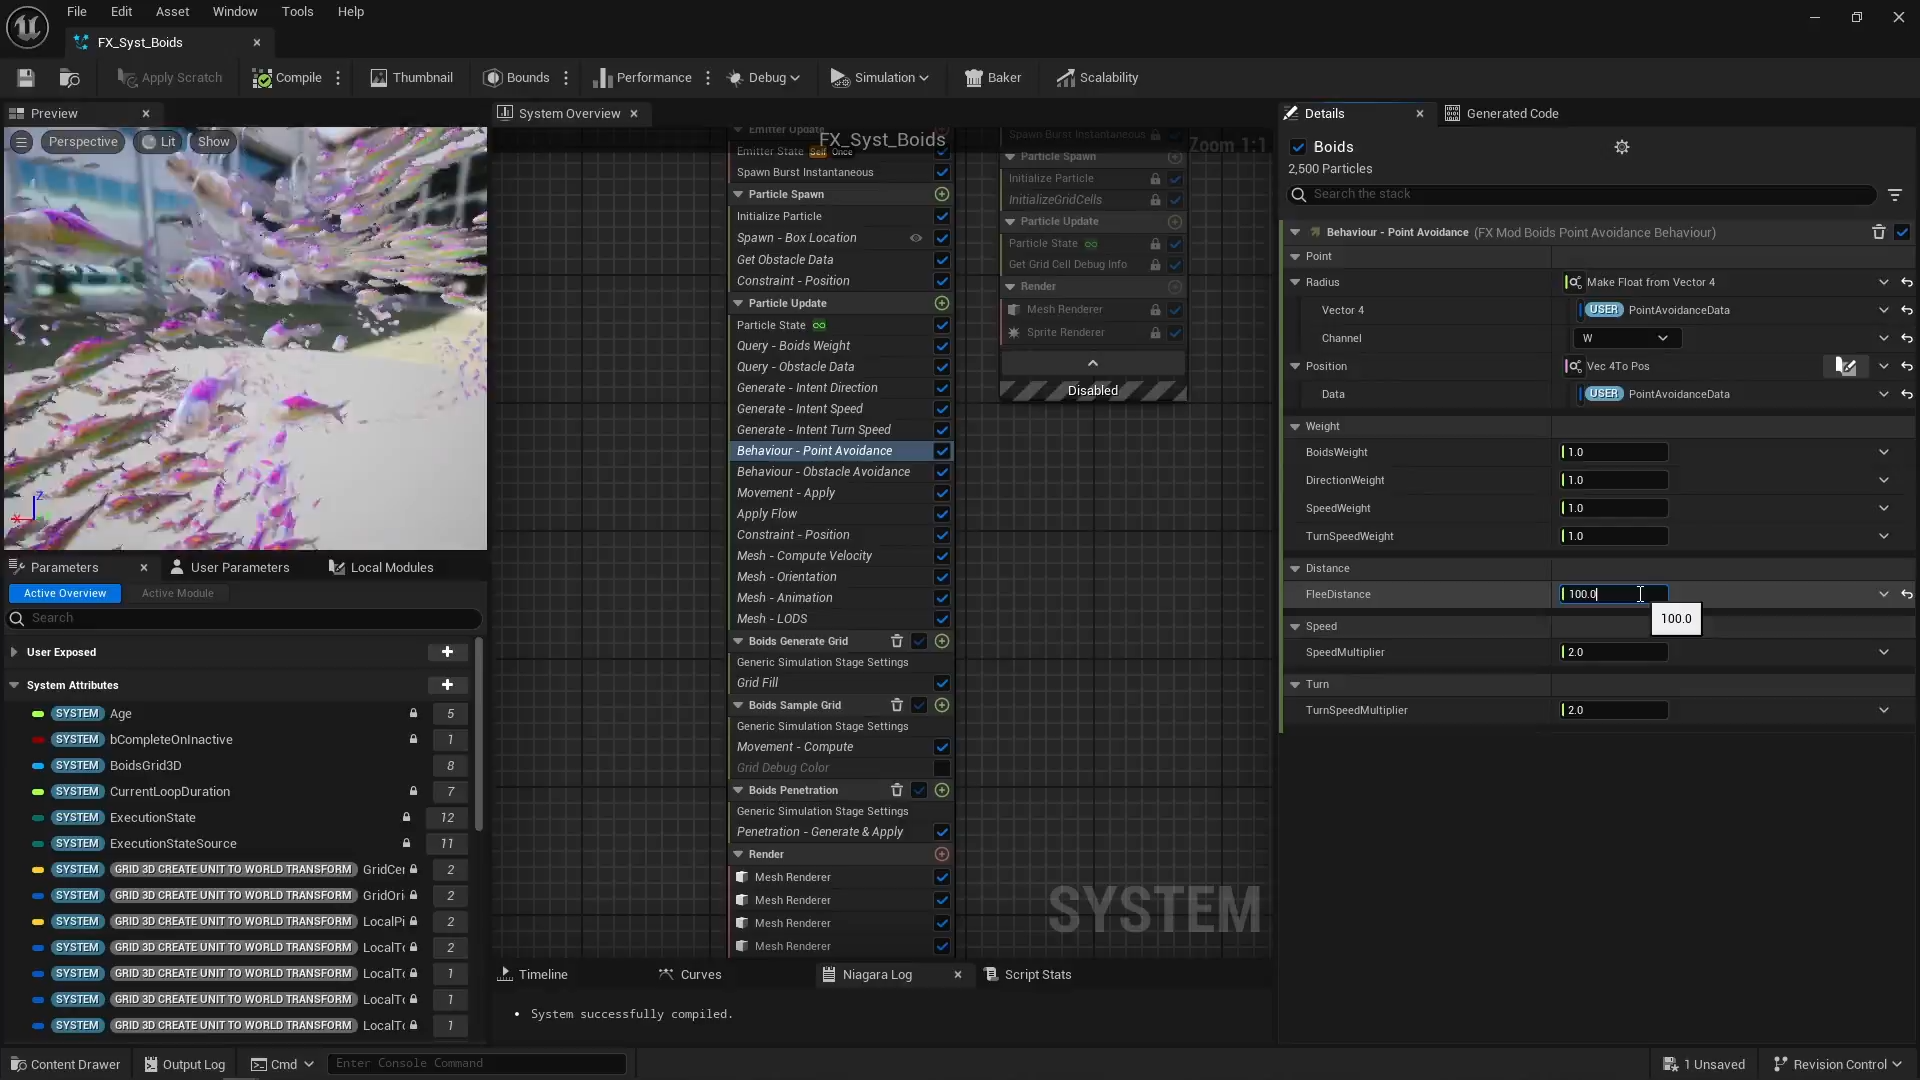 File Edit Asset Window Tools Help
FX_Syst_Boids
Apply Scratch Compile Thumbnail Bounds Performance Debug Simulation Baker Scalability
Preview
Perspective Lit Show
Parameters User Parameters Local Modules
Active Overview Active Module
Search
User Exposed
System Attributes
SYSTEM Age 5
SYSTEM bCompleteOnInactive 1
SYSTEM BoidsGrid3D 8
SYSTEM CurrentLoopDuration 7
SYSTEM ExecutionState 12
SYSTEM ExecutionStateSource 11
SYSTEM GRID 3D CREATE UNIT TO WORLD TRANSFORM GridCer 2
SYSTEM GRID 3D CREATE UNIT TO WORLD TRANSFORM GridOri 2
SYSTEM GRID 3D CREATE UNIT TO WORLD TRANSFORM LocalPi 2
SYSTEM GRID 3D CREATE UNIT TO WORLD TRANSFORM LocalTc 2
SYSTEM GRID 3D CREATE UNIT TO WORLD TRANSFORM LocalTc 1
SYSTEM GRID 3D CREATE UNIT TO WORLD TRANSFORM LocalTc 1
SYSTEM GRID 3D CREATE UNIT TO WORLD TRANSFORM LocalTc 1
System Overview
FX_Syst_Boids
Zoom 1:1
Emitter Update
Emitter State Self Once
Spawn Burst Instantaneous
Particle Spawn
Initialize Particle
Spawn - Box Location
Get Obstacle Data
Constraint - Position
Particle Update
Particle State
Query - Boids Weight
Query - Obstacle Data
Generate - Intent Direction
Generate - Intent Speed
Generate - Intent Turn Speed
Behaviour - Point Avoidance
Behaviour - Obstacle Avoidance
Movement - Apply
Apply Flow
Constraint - Position
Mesh - Compute Velocity
Mesh - Orientation
Mesh - Animation
Mesh - LODS
Boids Generate Grid
Generic Simulation Stage Settings
Grid Fill
Boids Sample Grid
Generic Simulation Stage Settings
Movement - Compute
Grid Debug Color
Boids Penetration
Generic Simulation Stage Settings
Penetration - Generate & Apply
Render
Mesh Renderer
Mesh Renderer
Mesh Renderer
Mesh Renderer
Spawn Burst Instantaneous
Particle Spawn
Initialize Particle
InitializeGridCells
Particle Update
Particle State
Get Grid Cell Debug Info
Render
Mesh Renderer
Sprite Renderer
Disabled
SYSTEM
Timeline Curves Niagara Log Script Stats
• System successfully compiled.
Details Generated Code
Boids
2,500 Particles
Search the stack
Behaviour - Point Avoidance (FX Mod Boids Point Avoidance Behaviour)
Point
Radius Make Float from Vector 4
Vector 4 USER PointAvoidanceData
Channel W
Position Vec 4To Pos
Data USER PointAvoidanceData
Weight
BoidsWeight 1.0
DirectionWeight 1.0
SpeedWeight 1.0
TurnSpeedWeight 1.0
Distance
FleeDistance 100.0
100.0
Speed
SpeedMultiplier 2.0
Turn
TurnSpeedMultiplier 2.0
Content Drawer Output Log Cmd Enter Console Command 1 Unsaved Revision Control